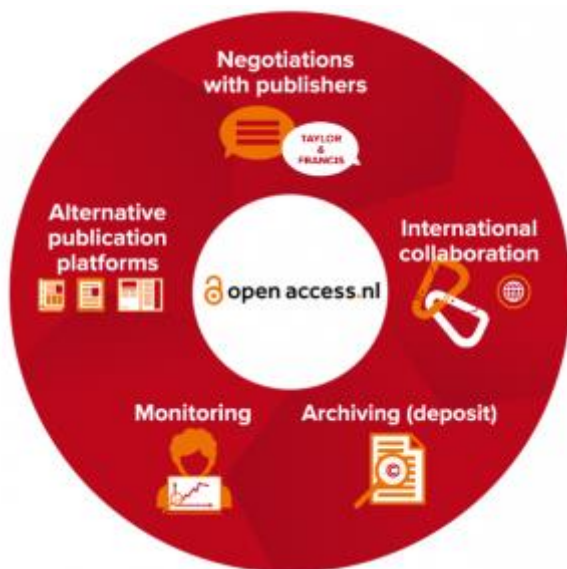 Negotiations
with publishers
TAYLOR
&
FRANCIS
Alternative
publication
platforms
International
collaboration
open access.nl
Monitoring
Archiving (deposit)
©